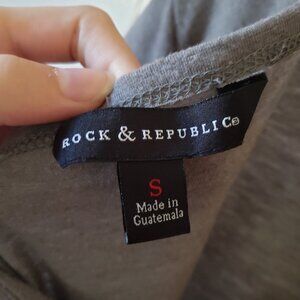 ROCK & REPUBLIC®
S
Made in
Guatemala